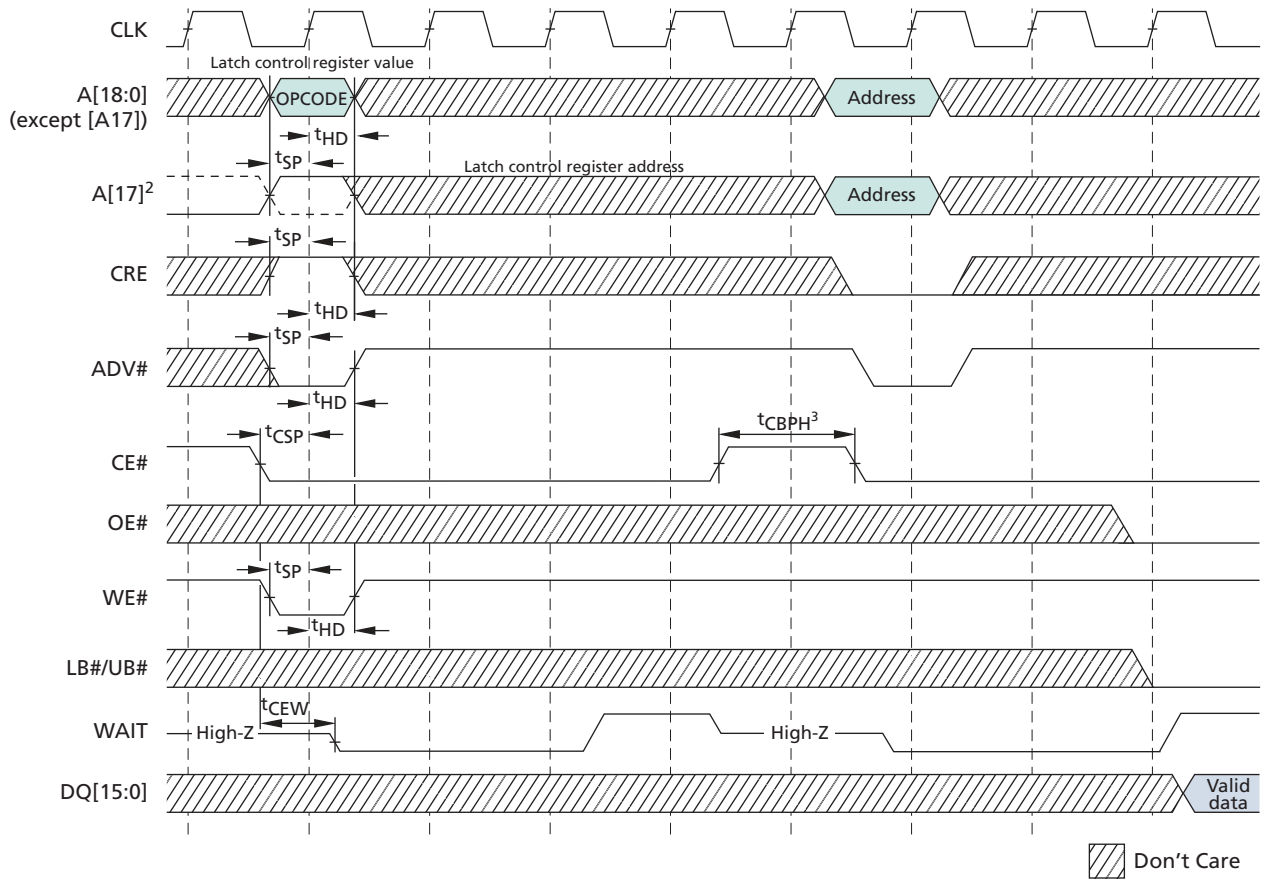 CLK
Latch control register value
A[18:0]
(except [A17])
OPCODE
Address
tHD
tSP
Latch control register address
A[17]2
Address
tSP
CRE
tHD
tSP
ADV#
tHD
tCSP
tCBPH3
CE#
OE#
tSP
WE#
tHD
LB#/UB#
tCEW
WAIT
High-Z
High-Z
DQ[15:0]
Valid
data
Don't Care